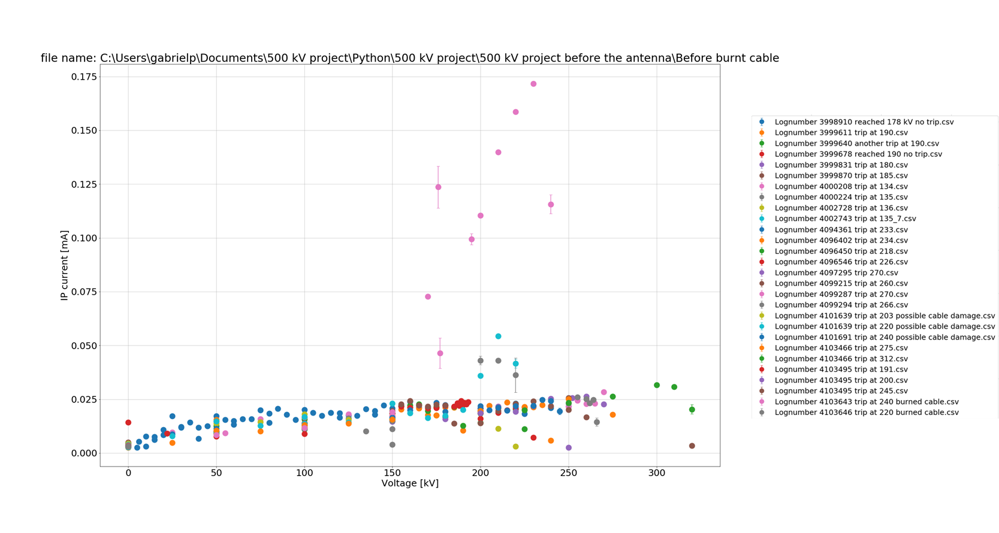 file name: C:\Users\gabrielp\Documents\500 kV project\Python\500 kV project\500 kV project before the antenna\Before burnt cable
0.175
0.150
0.125
0.100
0.075
0.050
0.025
0.000
IP current [mA]
0 50 100 150 200 250 300
Voltage [kV]
Lognumber 3998910 reached 178 kV no trip.csv
Lognumber 3999611 trip at 190.csv
Lognumber 3999640 another trip at 190.csv
Lognumber 3999678 reached 190 no trip.csv
Lognumber 3999831 trip at 180.csv
Lognumber 3999870 trip at 185.csv
Lognumber 4000208 trip at 134.csv
Lognumber 4000224 trip at 135.csv
Lognumber 4002728 trip at 136.csv
Lognumber 4002743 trip at 135_7.csv
Lognumber 4094361 trip at 233.csv
Lognumber 4096402 trip at 234.csv
Lognumber 4096450 trip at 218.csv
Lognumber 4096546 trip at 226.csv
Lognumber 4097295 trip 270.csv
Lognumber 4099215 trip at 260.csv
Lognumber 4099287 trip at 270.csv
Lognumber 4099294 trip at 266.csv
Lognumber 4101639 trip at 203 possible cable damage.csv
Lognumber 4101639 trip at 220 possible cable damage.csv
Lognumber 4101691 trip at 240 possible cable damage.csv
Lognumber 4103466 trip at 275.csv
Lognumber 4103466 trip at 312.csv
Lognumber 4103495 trip at 191.csv
Lognumber 4103495 trip at 200.csv
Lognumber 4103495 trip at 245.csv
Lognumber 4103643 trip at 240 burned cable.csv
Lognumber 4103646 trip at 220 burned cable.csv